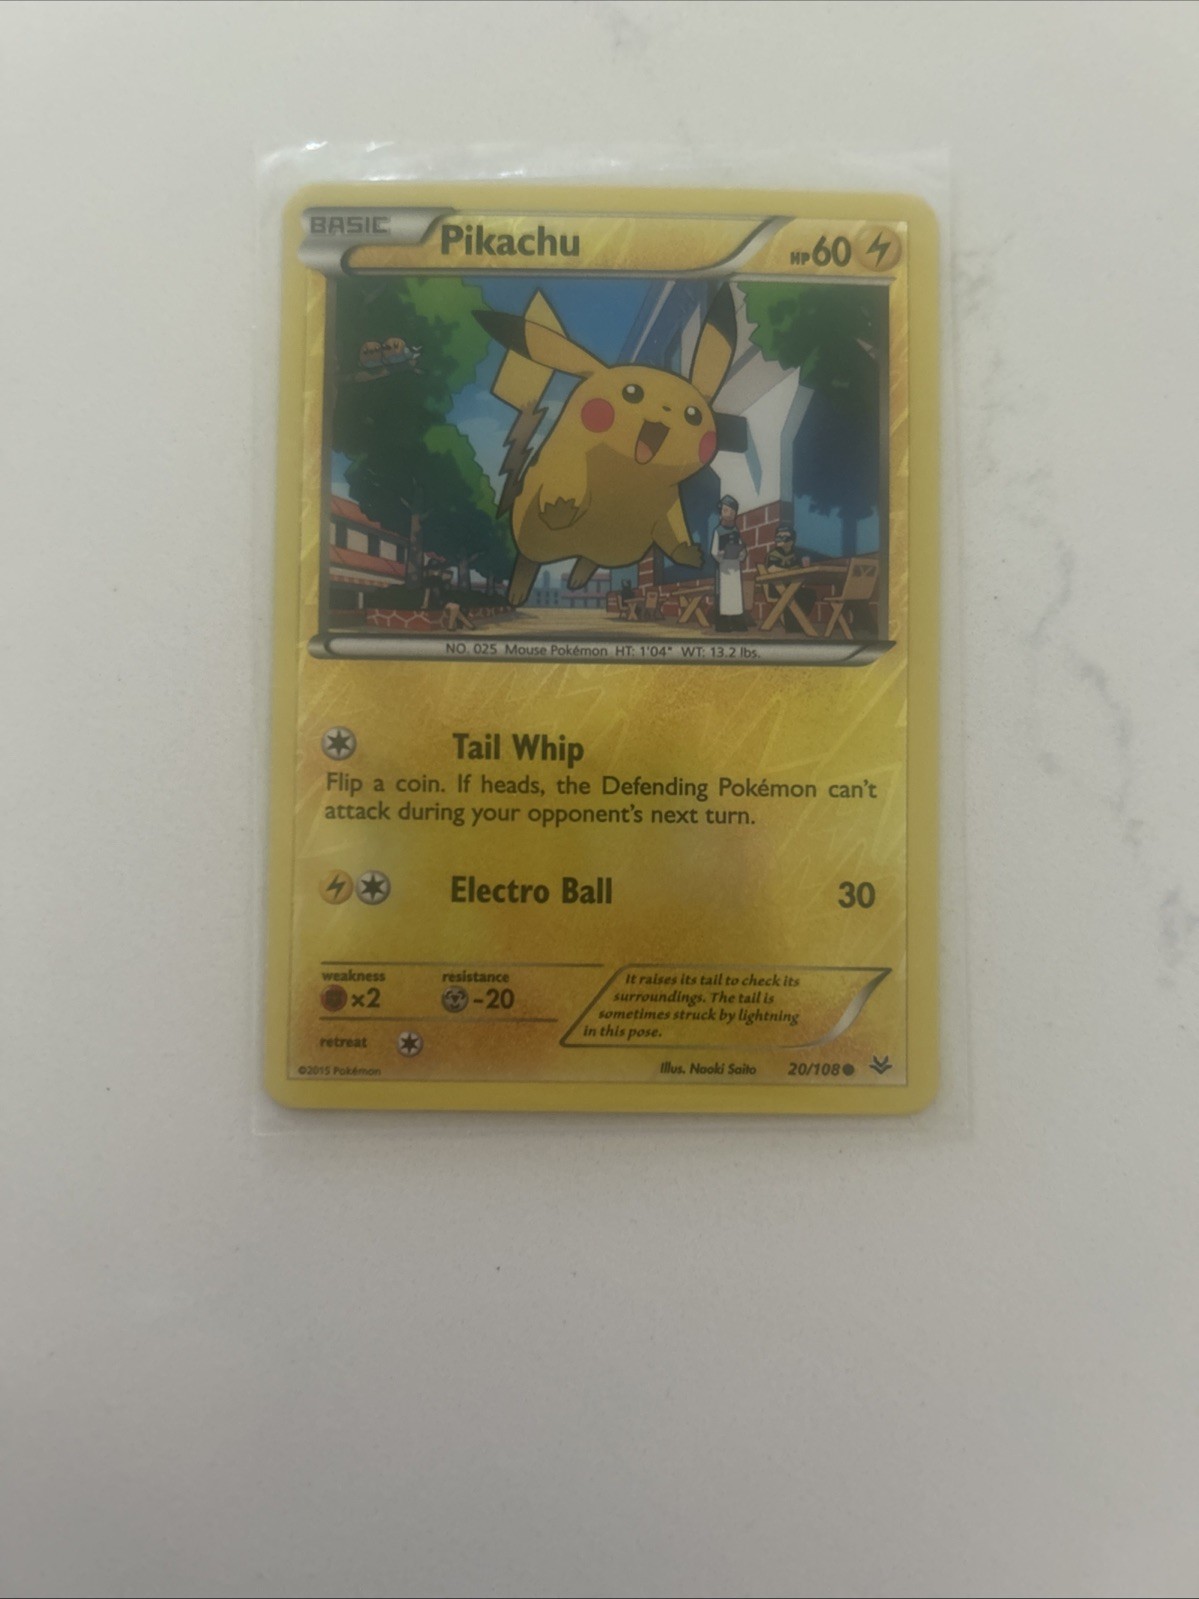 BASIC
Pikachu
HP60
NO. 025 Mouse Pokémon HT: 1'04" WT: 13.2 lbs.
Tail Whip
Flip a coin. If heads, the Defending Pokémon can't
attack during your opponent's next turn.
Electro Ball 30
weakness resistance
×2 -20
It raises its tail to check its
surroundings. The tail is
sometimes struck by lightning
in this pose.
retreat
©2015 Pokémon Illus. Naoki Saito 20/108